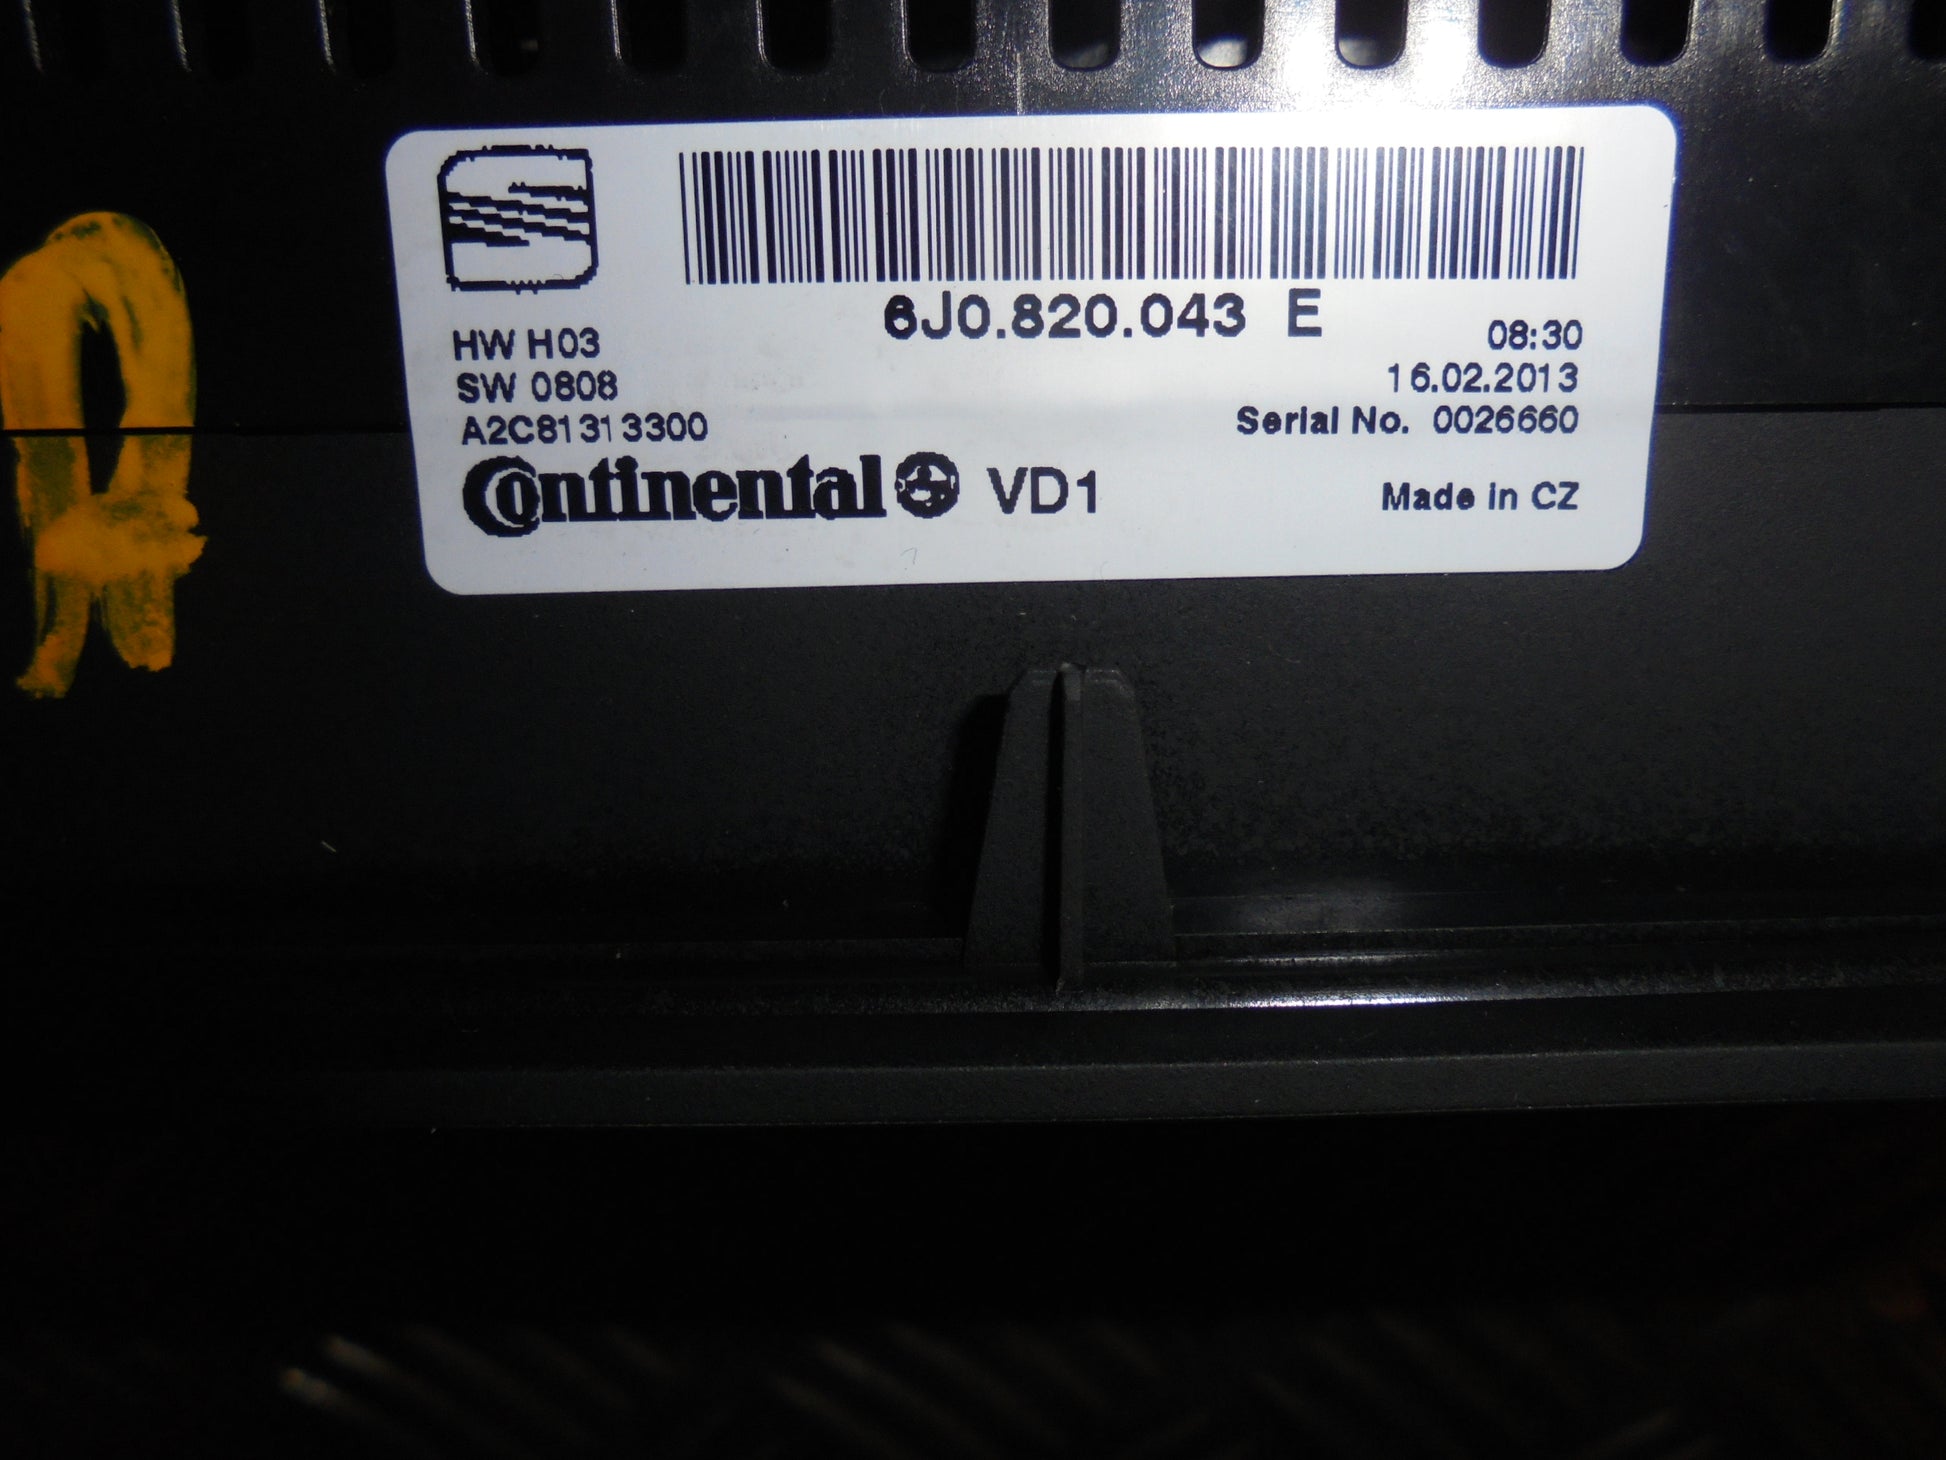 6J0.820.043 E
HW H03
08:30
SW 0808
16.02.2013
A2C81313300
Serial No. 0026660
Continental VD1
Made in CZ